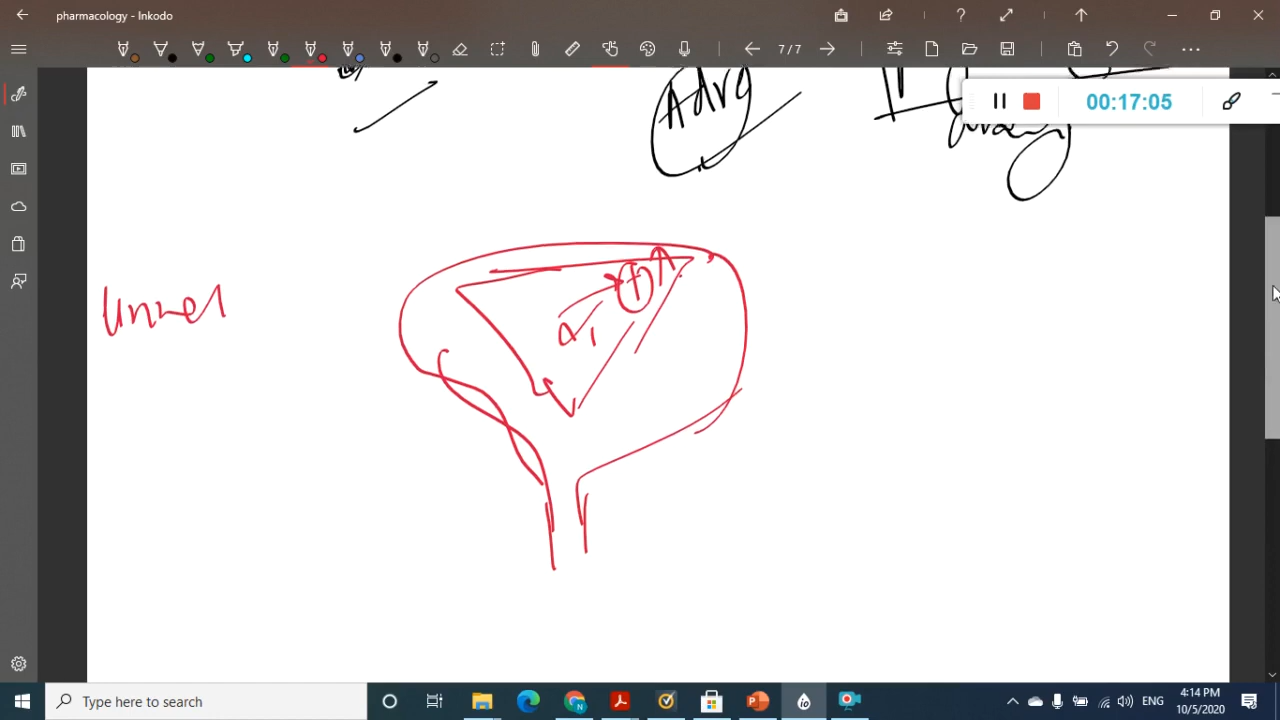 pharmacology - Inkodo
7/7
00:17:05
Adrg
α1
+
Type here to search
ENG
4:14 PM
10/5/2020